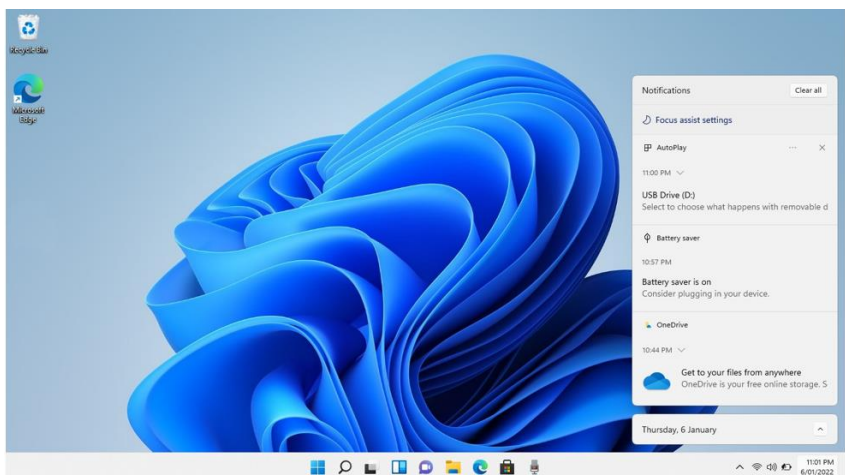 Recycle Bin
Microsoft
Edge
Notifications
Clear all
Focus assist settings
AutoPlay
11:00 PM
USB Drive (D:)
Select to choose what happens with removable d
Battery saver
10:57 PM
Battery saver is on
Consider plugging in your device.
OneDrive
10:44 PM
Get to your files from anywhere
OneDrive is your free online storage. S
Thursday, 6 January
11:01 PM
6/01/2022